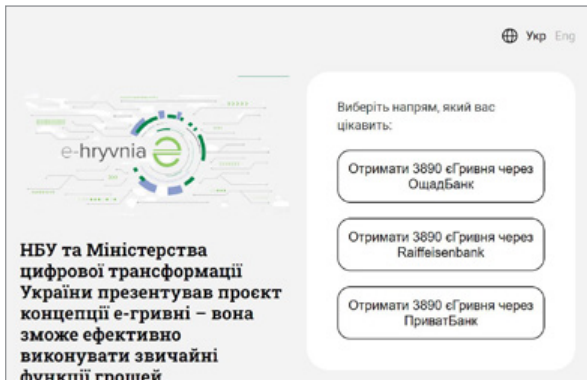 Укр Eng
e-hryvnia
НБУ та Міністерства
цифрової трансформації
України презентував проєкт
концепції е-гривні – вона
зможе ефективно
виконувати звичайні
функції грошей
Виберіть напрям, який вас
цікавить:
Отримати 3890 єГривня через
ОщадБанк
Отримати 3890 єГривня через
Raiffeisenbank
Отримати 3890 єГривня через
ПриватБанк